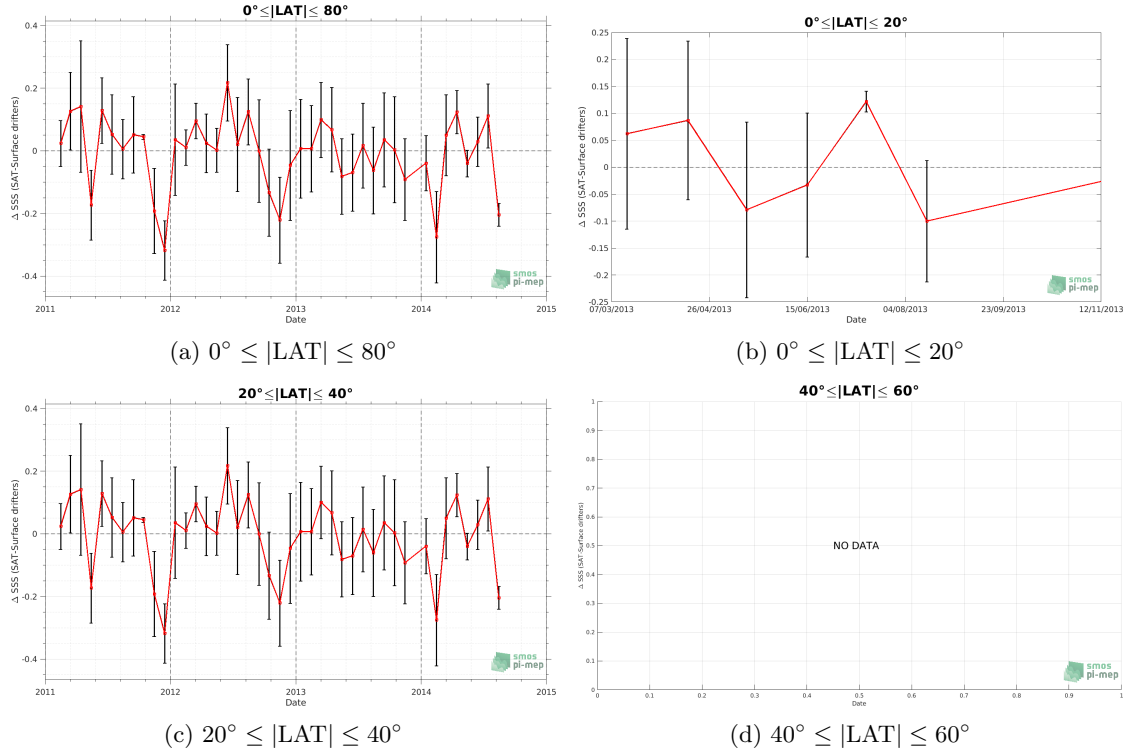 0°≤|LAT|≤ 80°
0.4
0.2
0
-0.2
-0.4
Δ SSS (SAT-Surface drifters)
2011 2012 2013 2014 2015
Date
smos
pi-mep
(a) 0° ≤ |LAT| ≤ 80°
0°≤|LAT|≤ 20°
0.25
0.2
0.15
0.1
0.05
0
-0.05
-0.1
-0.15
-0.2
-0.25
Δ SSS (SAT-Surface drifters)
07/03/2013 26/04/2013 15/06/2013 04/08/2013 23/09/2013 12/11/2013
Date
smos
pi-mep
(b) 0° ≤ |LAT| ≤ 20°
20°≤|LAT|≤ 40°
0.4
0.2
0
-0.2
-0.4
Δ SSS (SAT-Surface drifters)
2011 2012 2013 2014 2015
Date
smos
pi-mep
(c) 20° ≤ |LAT| ≤ 40°
40°≤|LAT|≤ 60°
1
0.9
0.8
0.7
0.6
0.5
0.4
0.3
0.2
0.1
0
Δ SSS (SAT-Surface drifters)
NO DATA
0 0.1 0.2 0.3 0.4 0.5 0.6 0.7 0.8 0.9 1
Date
smos
pi-mep
(d) 40° ≤ |LAT| ≤ 60°